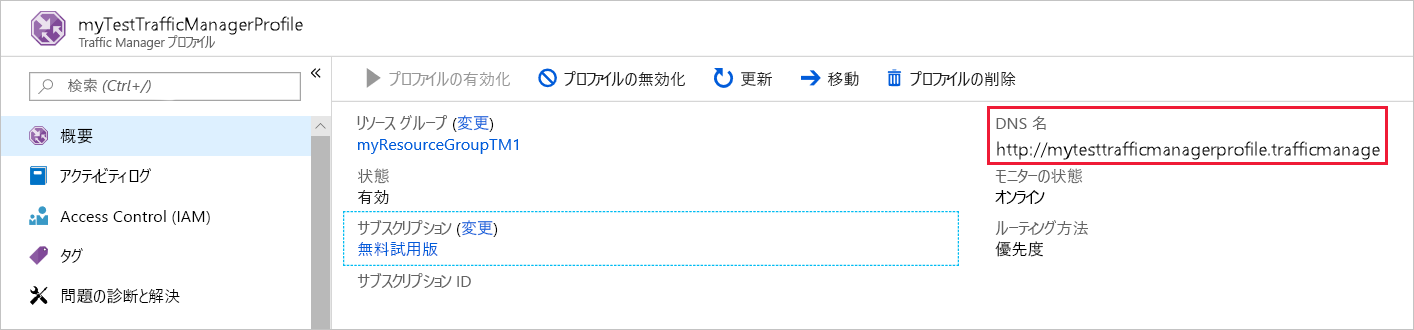 myTestTrafficManagerProfile
Traffic Manager プロファイル
検索 (Ctrl+/)
«
概要
アクティビティ ログ
Access Control (IAM)
タグ
問題の診断と解決
プロファイルの有効化
プロファイルの無効化
更新
移動
プロファイルの削除
リソース グループ (変更)
myResourceGroupTM1
状態
有効
サブスクリプション (変更)
無料試用版
サブスクリプション ID
DNS 名
http://mytesttrafficmanagerprofile.trafficmanage
モニターの状態
オンライン
ルーティング方法
優先度